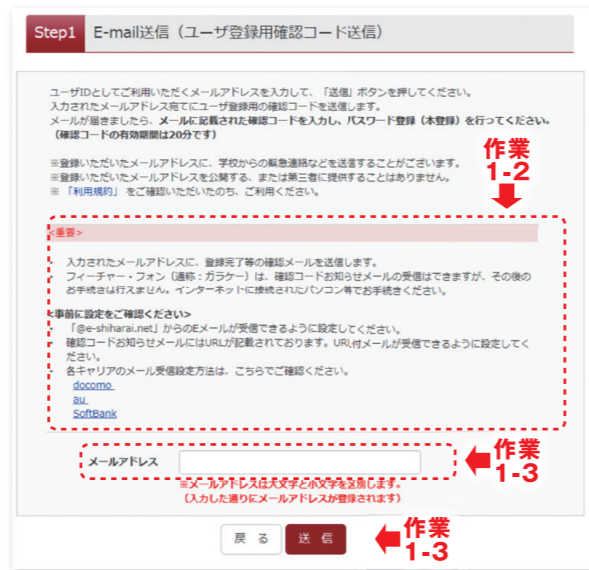 Step1 E-mail送信（ユーザ登録用確認コード送信）
ユーザIDとしてご利用いただくメールアドレスを入力して、「送信」ボタンを押してください。
入力されたメールアドレス宛てにユーザ登録用の確認コードを送信します。
メールが届きましたら、メールに記載された確認コードを入力し、パスワード登録（本登録）を行ってください。
（確認コードの有効期間は20分です）
※登録いただいたメールアドレスに、学校からの緊急連絡などを送信することがございます。
※登録いただいたメールアドレスを公開する、または第三者に提供することはありません。
※ 「利用規約」 をご確認いただいたのち、ご利用ください。
作業
1-2
<重要>
・ 入力されたメールアドレスに、登録完了等の確認メールを送信します。
・ フィーチャー・フォン（通称：ガラケー）は、確認コードお知らせメールの受信はできますが、その後の
お手続きは行えません。インターネットに接続されたパソコン等でお手続きください。
<事前に設定をご確認ください>
・ 「@e-shiharai.net」からのEメールが受信できるように設定してください。
・ 確認コードお知らせメールにはURLが記載されております。URL付メールが受信できるように設定してく
ださい。
・ 各キャリアのメール受信設定方法は、こちらでご確認ください。
docomo
au
SoftBank
メールアドレス
作業
1-3
※メールアドレスは大文字と小文字を区別します。
（入力した通りにメールアドレスが登録されます）
戻 る 送 信
作業
1-3